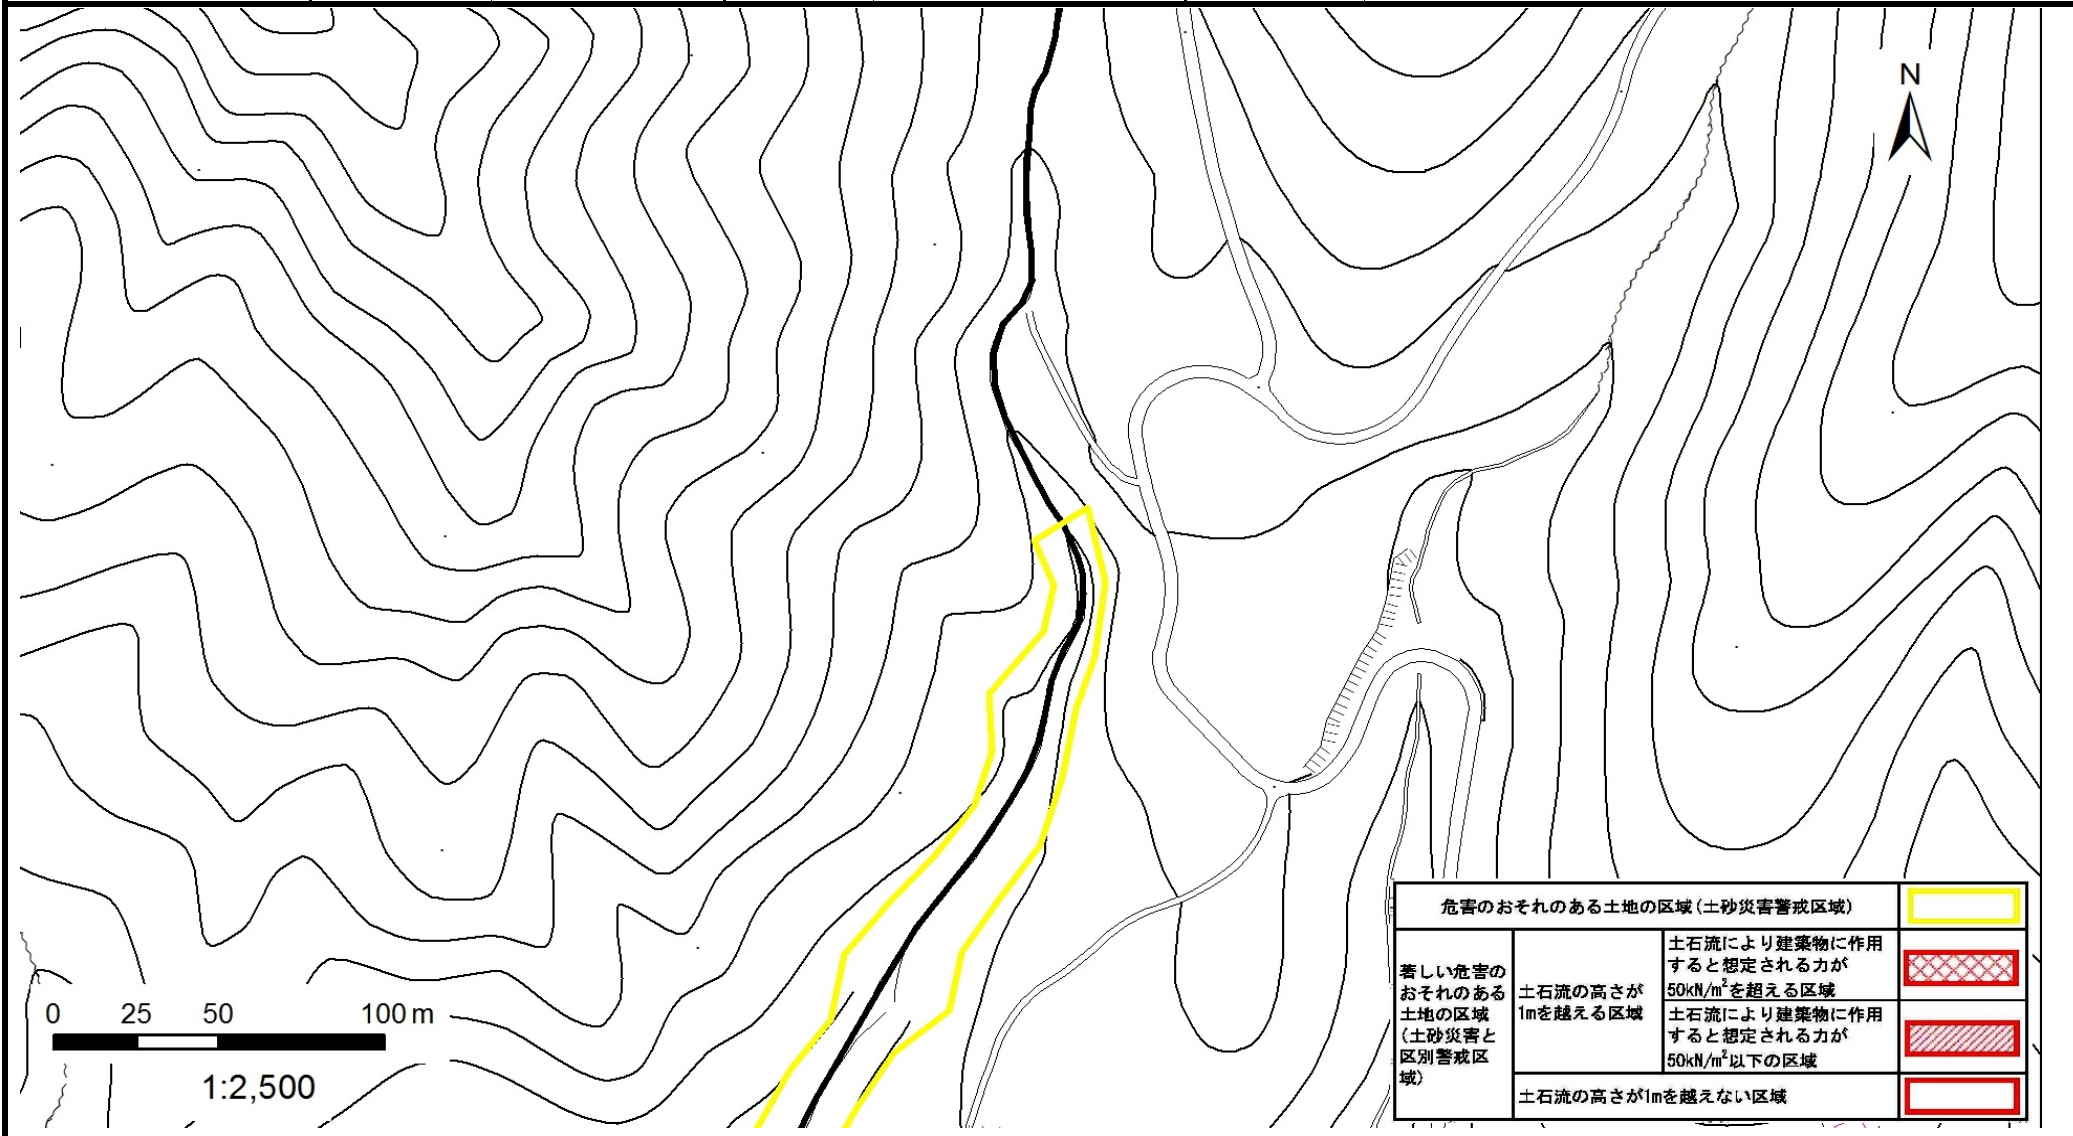 N
危害のおそれのある土地の区域(土砂災害警戒区域)
著しい危害の
おそれのある
土地の区域
(土砂災害と
区別警戒区
域)
土石流の高さが
1mを越える区域
土石流により建築物に作用
すると想定される力が
50kN/m²を超える区域
土石流により建築物に作用
すると想定される力が
50kN/m²以下の区域
土石流の高さが1mを越えない区域
0 25 50 100 m
1:2,500